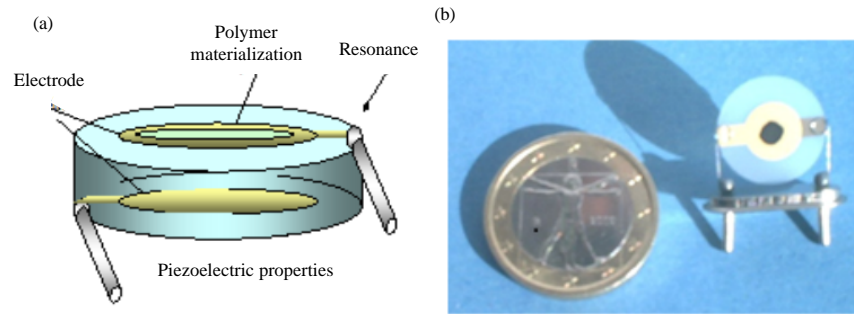 (a)
Polymer
materialization
Resonance
Electrode
Piezoelectric properties
(b)